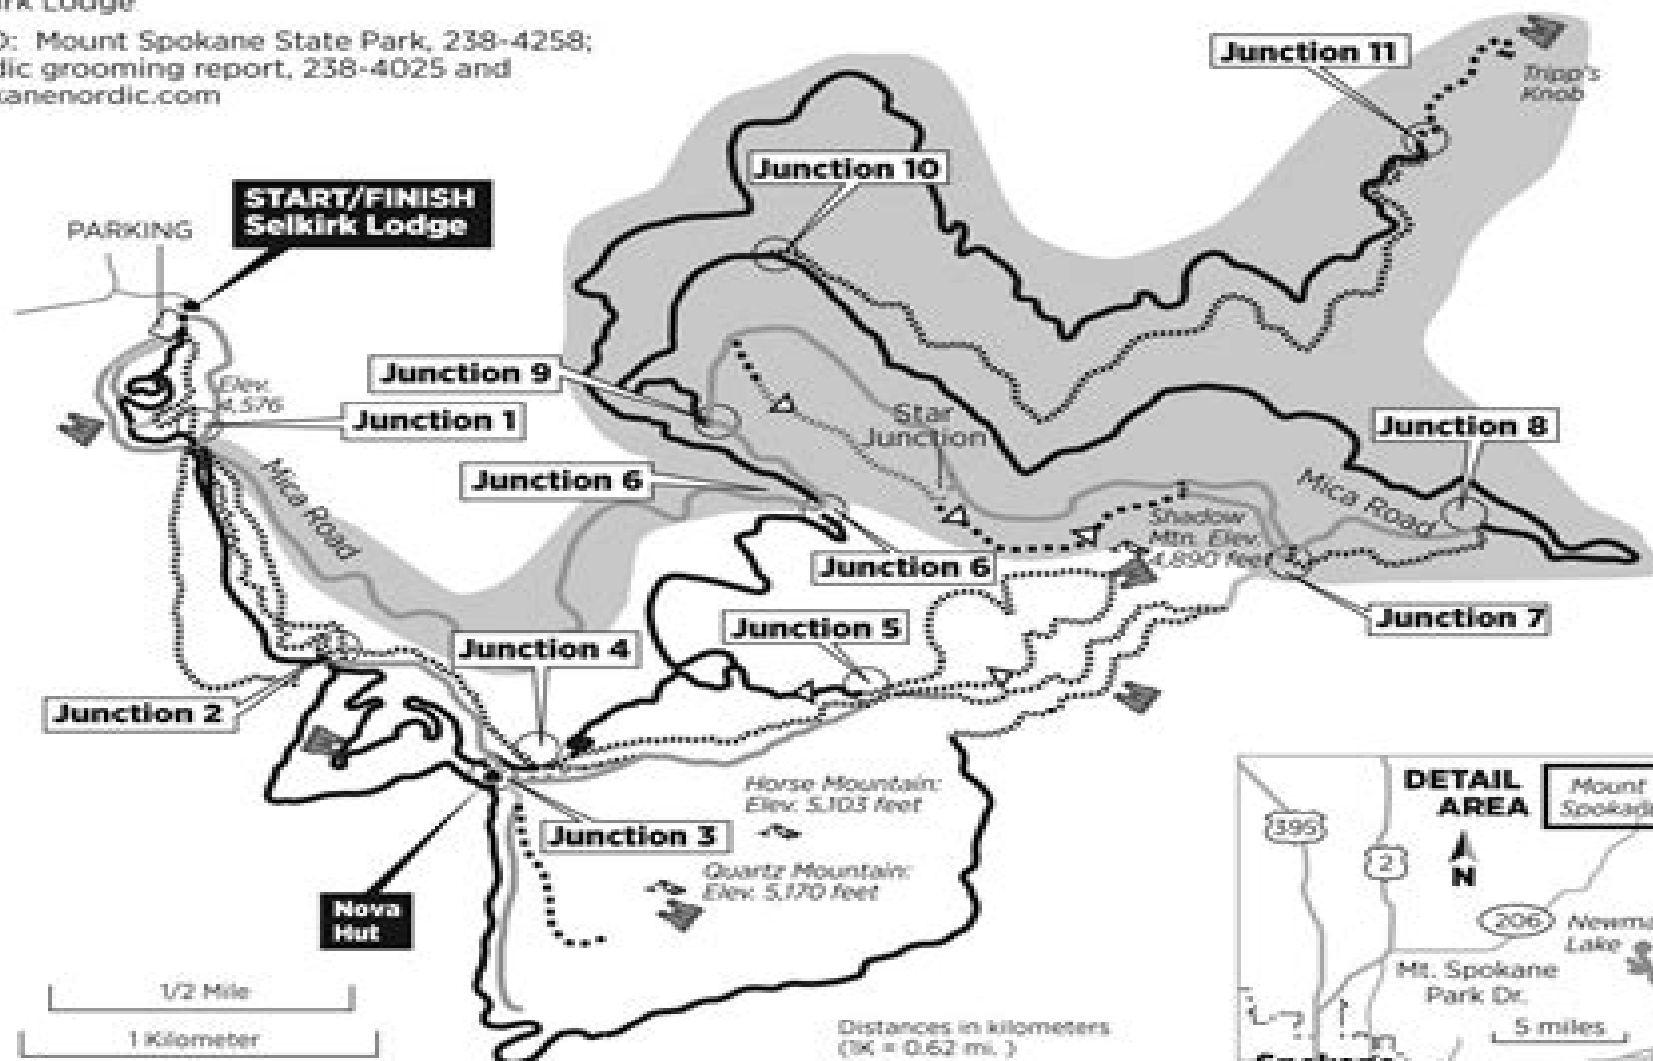 Lodge
Mount Spokane State Park, 238-4258;
grooming report, 238-4025 and
Junction 11
Tripp's
Knob
Junction 10
START/FINISH
Selkirk Lodge
PARKING
Junction 9
Elev.
4,576
Junction 1
Star
Junction
Junction 8
Mica Road
Junction 6
Mica Road
Shadow
Mtn. Elev.
4,890 feet
Junction 6
Junction 7
Junction 5
Junction 4
Junction 2
Horse Mountain:
Elev. 5,103 feet
Junction 3
Quartz Mountain:
Elev. 5,170 feet
Nova
Hut
1/2 Mile
1 Kilometer
Distances in kilometers
(1K = 0.62 mi. )
DETAIL
AREA
Mount
395
2
N
206
Lake
Mt. Spokane
Park Dr.
5 miles